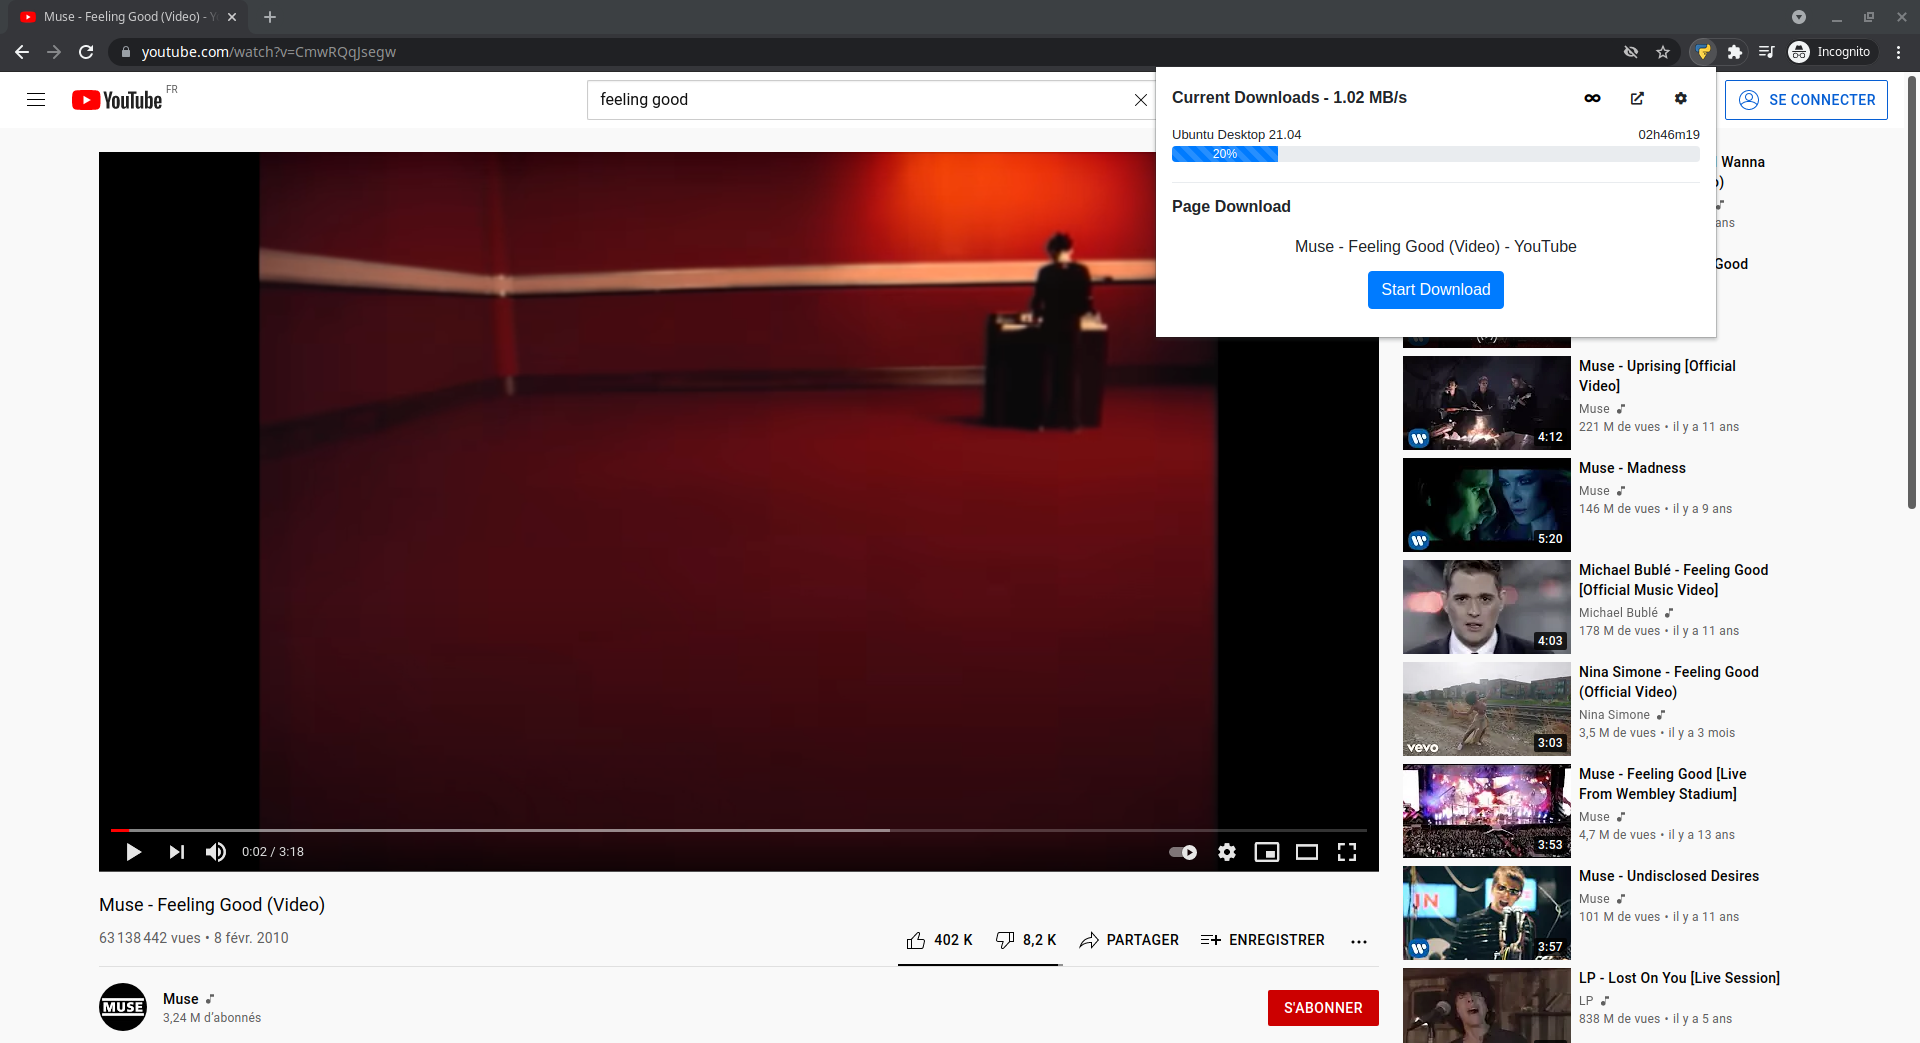 Muse - Feeling Good (Video) - Y
youtube.com/watch?v=CmwRQqJsegw
Incognito
YouTube FR
feeling good
SE CONNECTER
Current Downloads - 1.02 MB/s
Ubuntu Desktop 21.04
02h46m19
20%
Page Download
Muse - Feeling Good (Video) - YouTube
Start Download
Wanna
ans
Good
Muse - Uprising [Official
Video]
Muse
221 M de vues • il y a 11 ans
4:12
Muse - Madness
Muse
146 M de vues • il y a 9 ans
5:20
Michael Bublé - Feeling Good
[Official Music Video]
Michael Bublé
178 M de vues • il y a 11 ans
4:03
Nina Simone - Feeling Good
(Official Video)
Nina Simone
3,5 M de vues • il y a 3 mois
vevo
3:03
Muse - Feeling Good [Live
From Wembley Stadium]
Muse
4,7 M de vues • il y a 13 ans
3:53
Muse - Undisclosed Desires
Muse
101 M de vues • il y a 11 ans
IN
3:57
LP - Lost On You [Live Session]
LP
838 M de vues • il y a 5 ans
0:02 / 3:18
Muse - Feeling Good (Video)
63 138 442 vues • 8 févr. 2010
402 K
8,2 K
PARTAGER
ENREGISTRER
MUSE
Muse
3,24 M d’abonnés
S'ABONNER